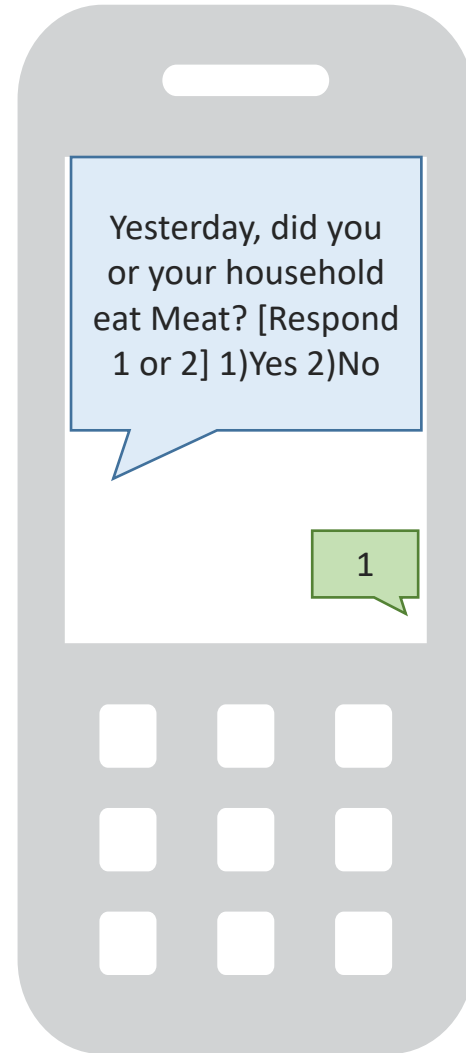 Yesterday, did you
or your household
eat Meat? [Respond
1 or 2] 1)Yes 2)No
1